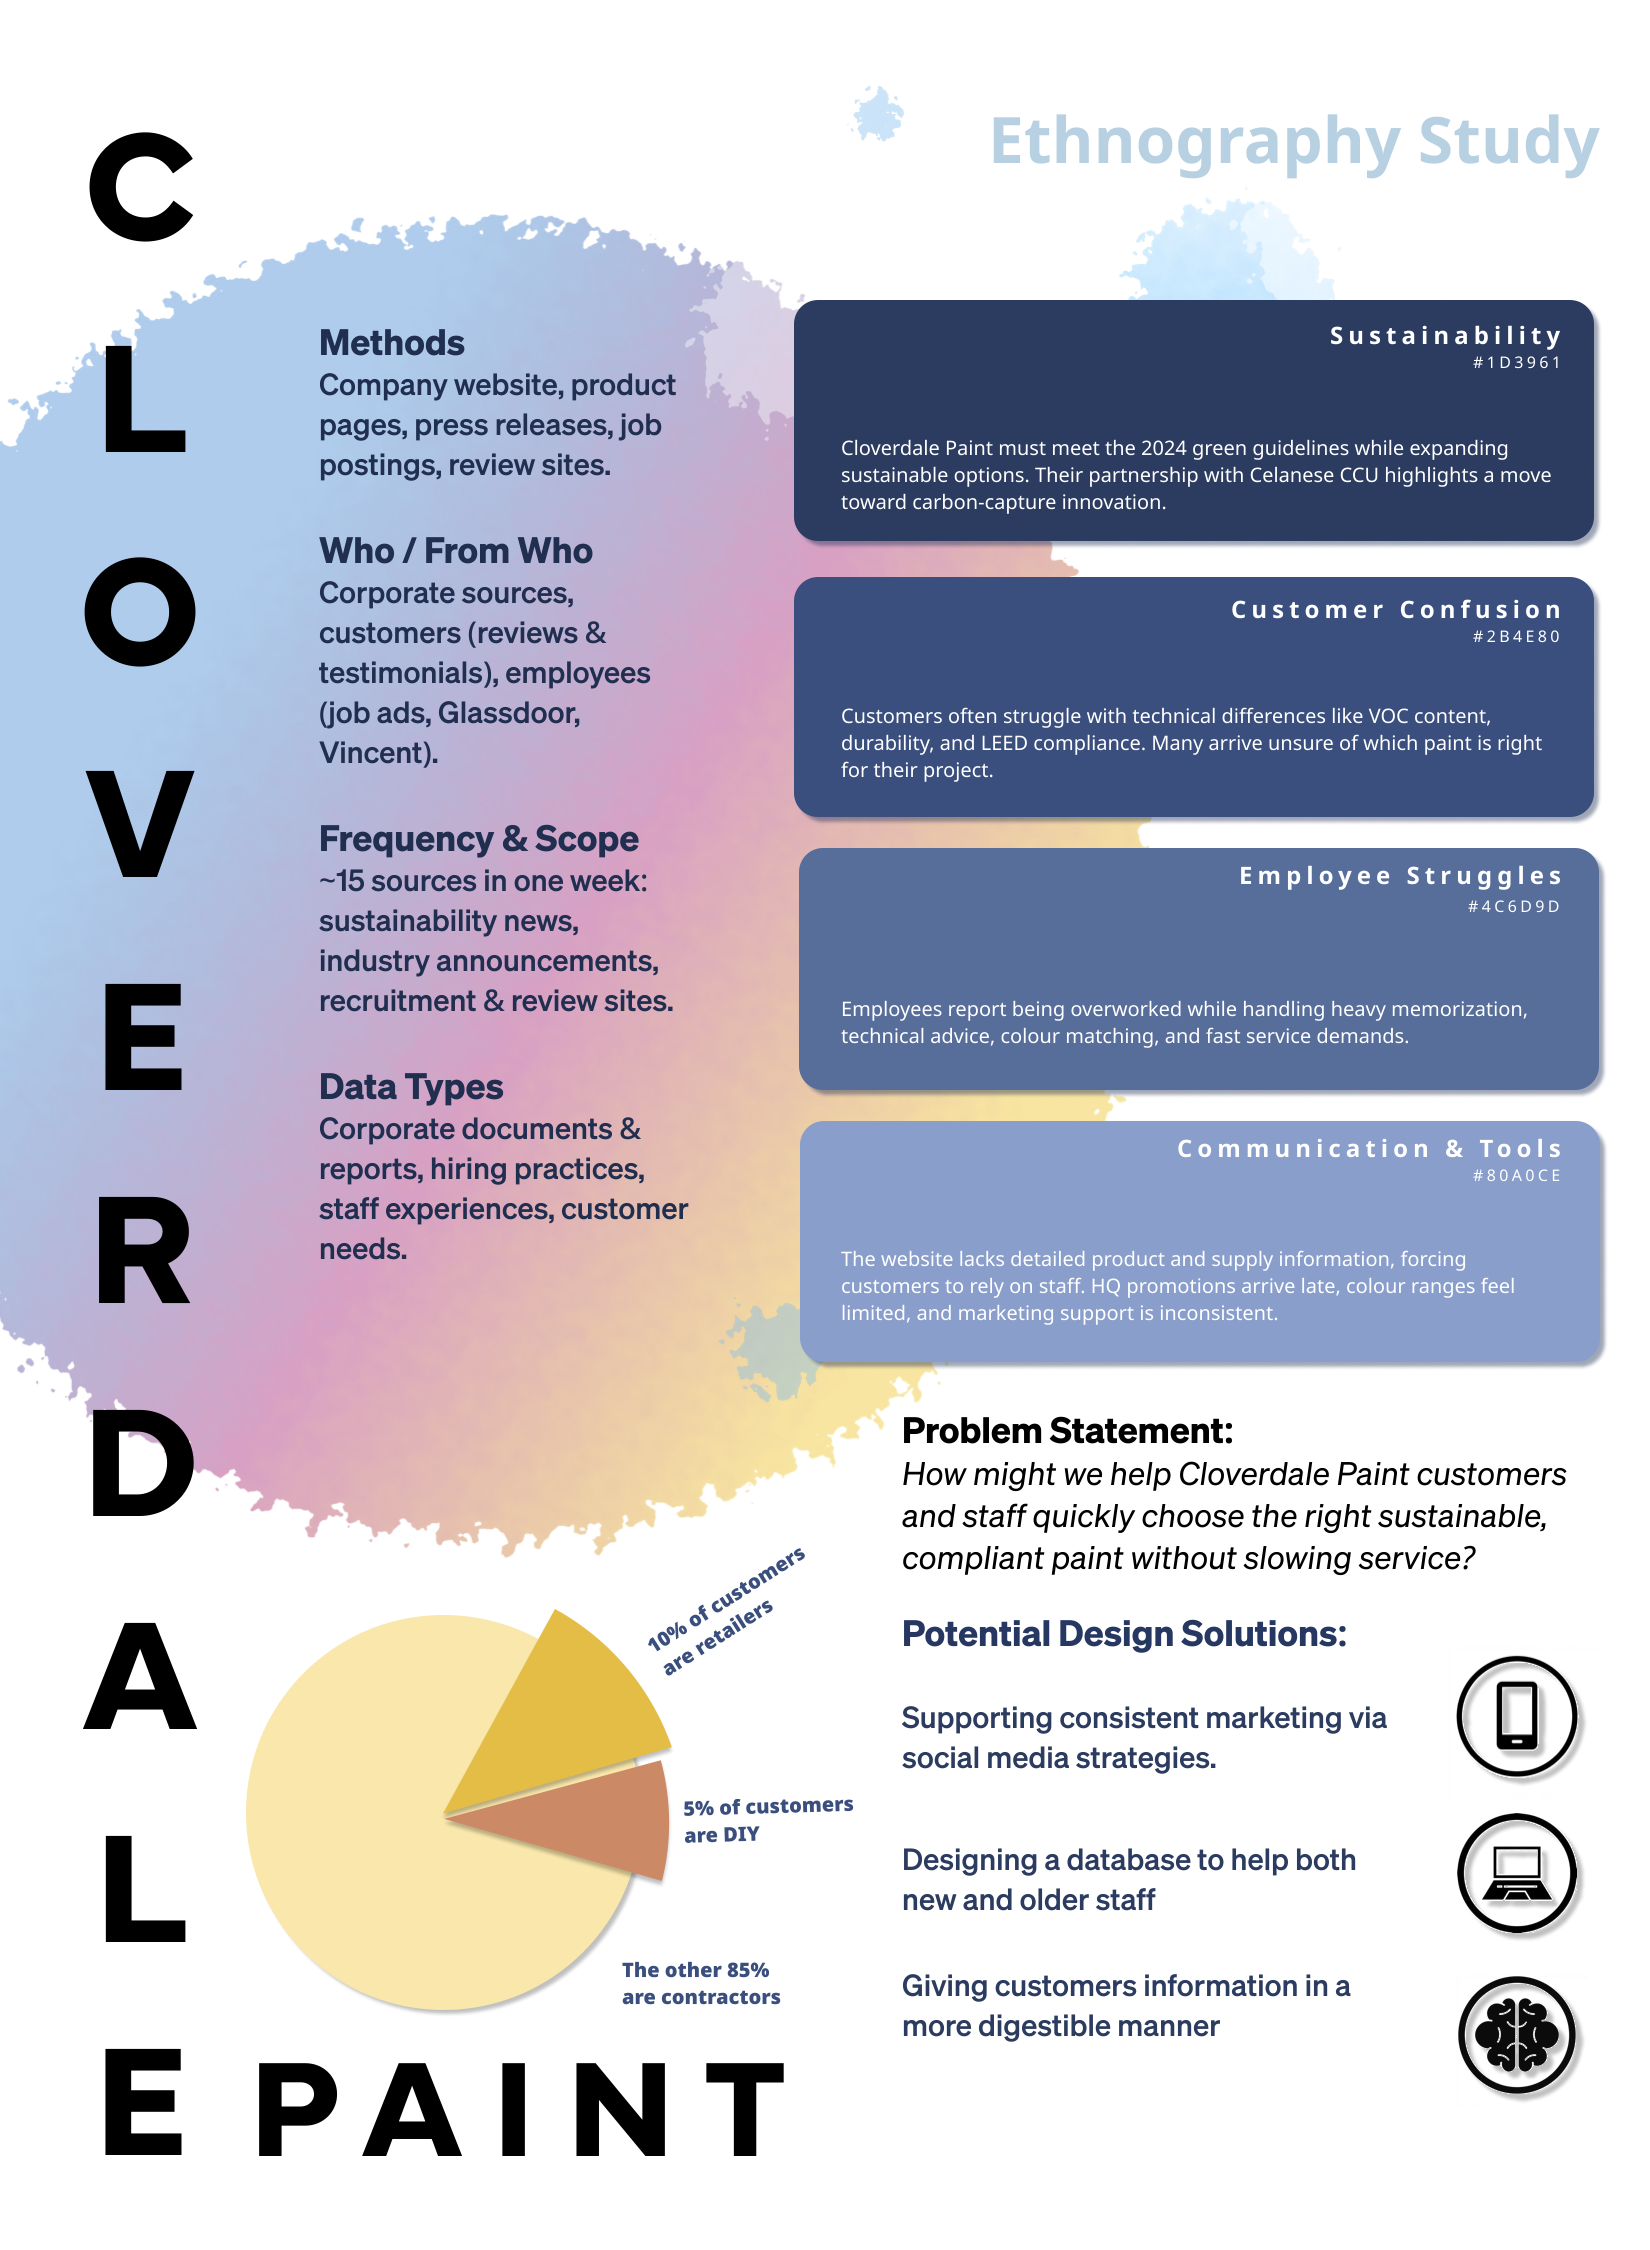 CLOVERDALE
PAINT
Ethnography Study
Methods
Company website, product
pages, press releases, job
postings, review sites.
Who / From Who
Corporate sources,
customers (reviews &
testimonials), employees
(job ads, Glassdoor,
Vincent).
Frequency & Scope
~15 sources in one week:
sustainability news,
industry announcements,
recruitment & review sites.
Data Types
Corporate documents &
reports, hiring practices,
staff experiences, customer
needs.
Sustainability
#1D3961
Cloverdale Paint must meet the 2024 green guidelines while expanding
sustainable options. Their partnership with Celanese CCU highlights a move
toward carbon-capture innovation.
Customer Confusion
#2B4E80
Customers often struggle with technical differences like VOC content,
durability, and LEED compliance. Many arrive unsure of which paint is right
for their project.
Employee Struggles
#4C6D9D
Employees report being overworked while handling heavy memorization,
technical advice, colour matching, and fast service demands.
Communication & Tools
#80A0CE
The website lacks detailed product and supply information, forcing
customers to rely on staff. HQ promotions arrive late, colour ranges feel
limited, and marketing support is inconsistent.
Problem Statement:
How might we help Cloverdale Paint customers
and staff quickly choose the right sustainable,
compliant paint without slowing service?
10% of customers
are retailers
5% of customers
are DIY
The other 85%
are contractors
Potential Design Solutions:
Supporting consistent marketing via
social media strategies.
Designing a database to help both
new and older staff
Giving customers information in a
more digestible manner